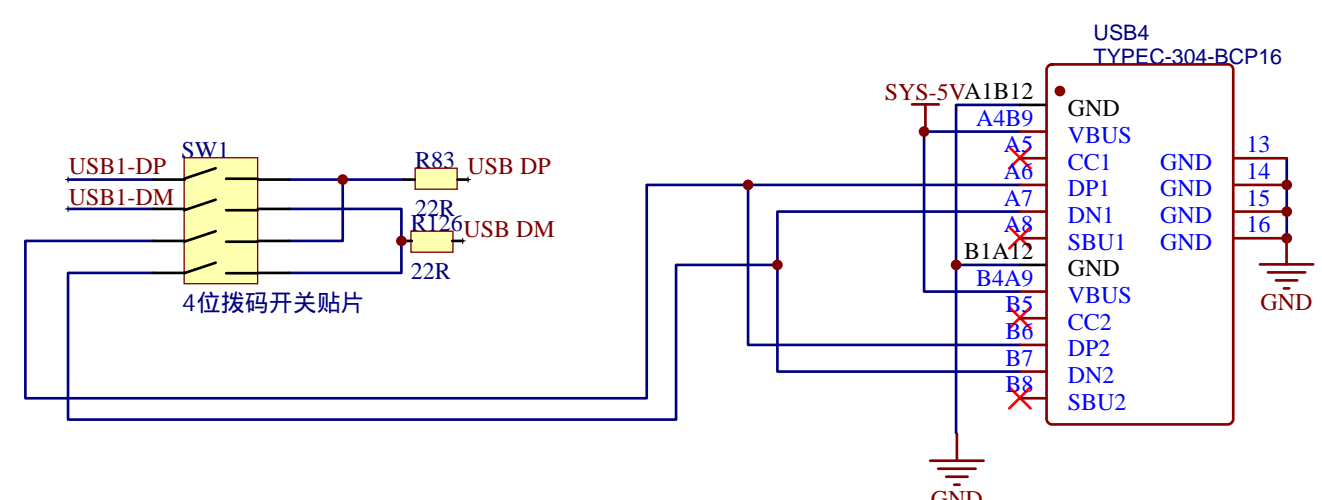 USB4
TYPEC-304-BCP16
SYS-5V
A1B12
GND
A4B9
VBUS
A5
CC1
A6
DP1
A7
DN1
A8
SBU1
B1A12
GND
B4A9
VBUS
B5
CC2
B6
DP2
B7
DN2
B8
SBU2
GND
13
GND
14
GND
15
GND
16
GND
GND
SW1
USB1-DP
USB1-DM
R83
USB DP
22R
R126
USB DM
22R
4位拨码开关贴片